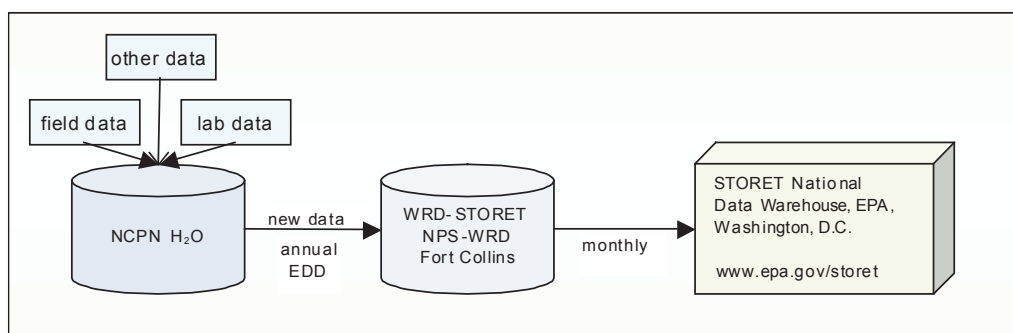 other data
field data
lab data
NCPN H₂O
new data
annual
EDD
WRD-STORET
NPS-WRD
Fort Collins
monthly
STORET National
Data Warehouse, EPA,
Washington, D.C.
www.epa.gov/storet